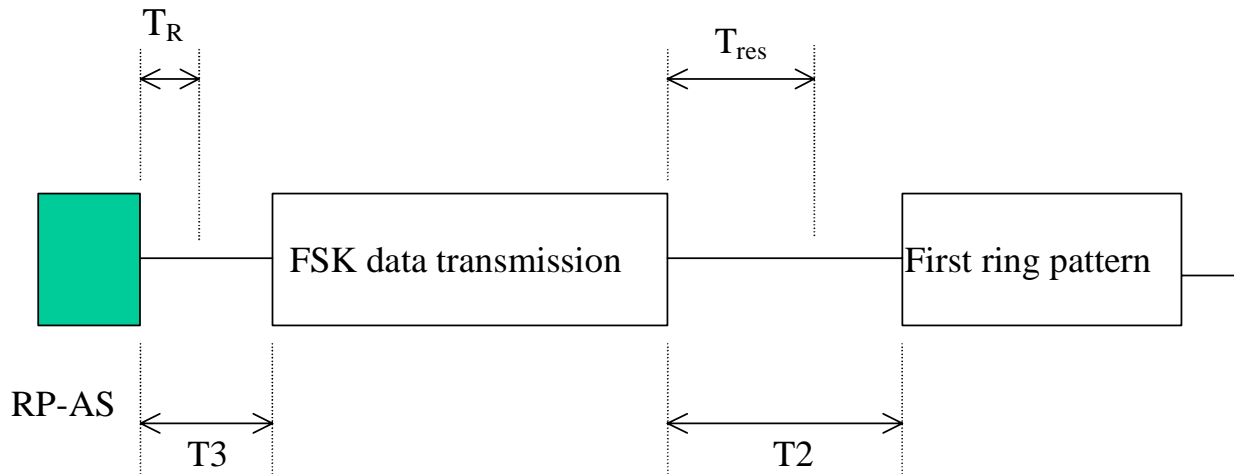 T_R
T_res
FSK data transmission
First ring pattern
RP-AS
T3
T2